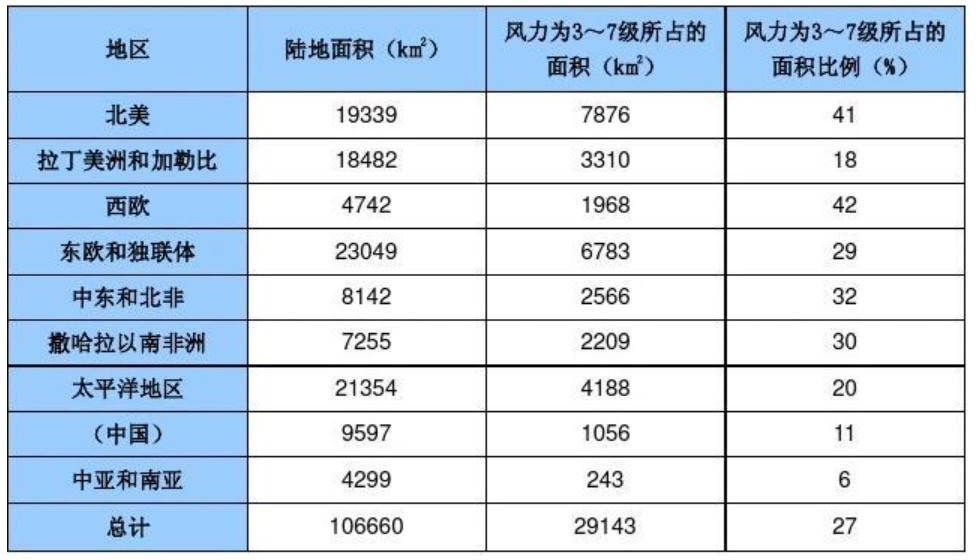 地区 陆地面积（km²） 风力为3～7级所占的面积（km²） 风力为3～7级所占的面积比例（%）
北美 19339 7876 41
拉丁美洲和加勒比 18482 3310 18
西欧 4742 1968 42
东欧和独联体 23049 6783 29
中东和北非 8142 2566 32
撒哈拉以南非洲 7255 2209 30
太平洋地区 21354 4188 20
（中国） 9597 1056 11
中亚和南亚 4299 243 6
总计 106660 29143 27